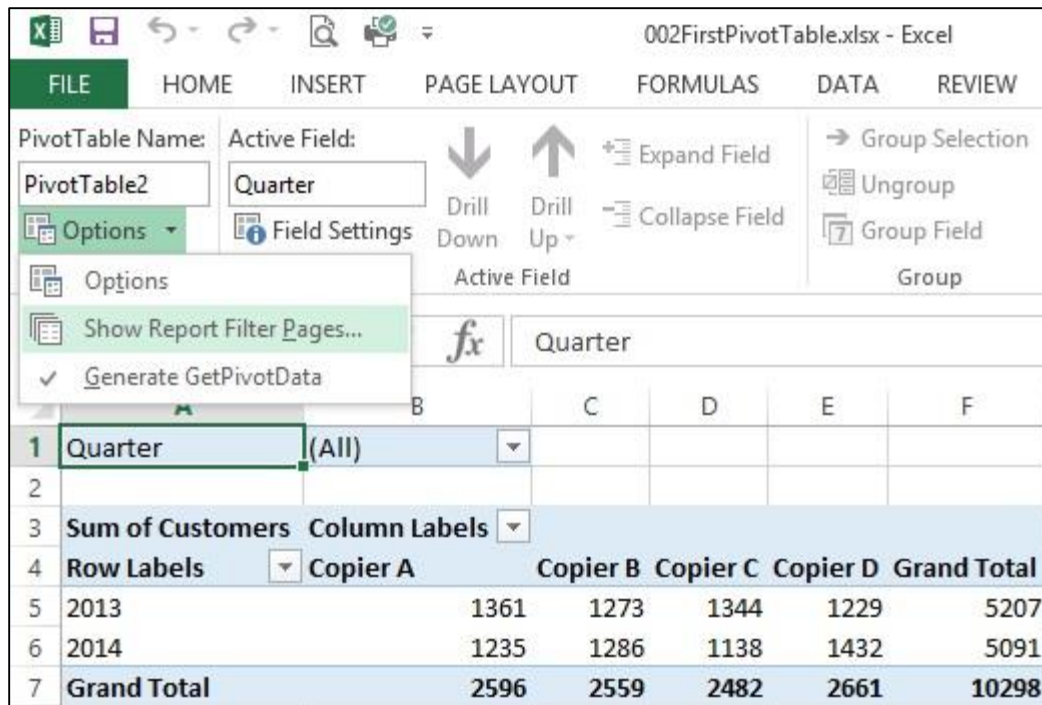 002FirstPivotTable.xlsx - Excel
FILE HOME INSERT PAGE LAYOUT FORMULAS DATA REVIEW
PivotTable Name: Active Field:
PivotTable2 Quarter
Options Field Settings
Drill Down
Drill Up
Expand Field
Collapse Field
Active Field
Group Selection
Ungroup
7 Group Field
Group
Options
Show Report Filter Pages...
Generate GetPivotData
fx Quarter
A B C D E F
1 Quarter (All)
2
3 Sum of Customers Column Labels
4 Row Labels Copier A Copier B Copier C Copier D Grand Total
5 2013 1361 1273 1344 1229 5207
6 2014 1235 1286 1138 1432 5091
7 Grand Total 2596 2559 2482 2661 10298